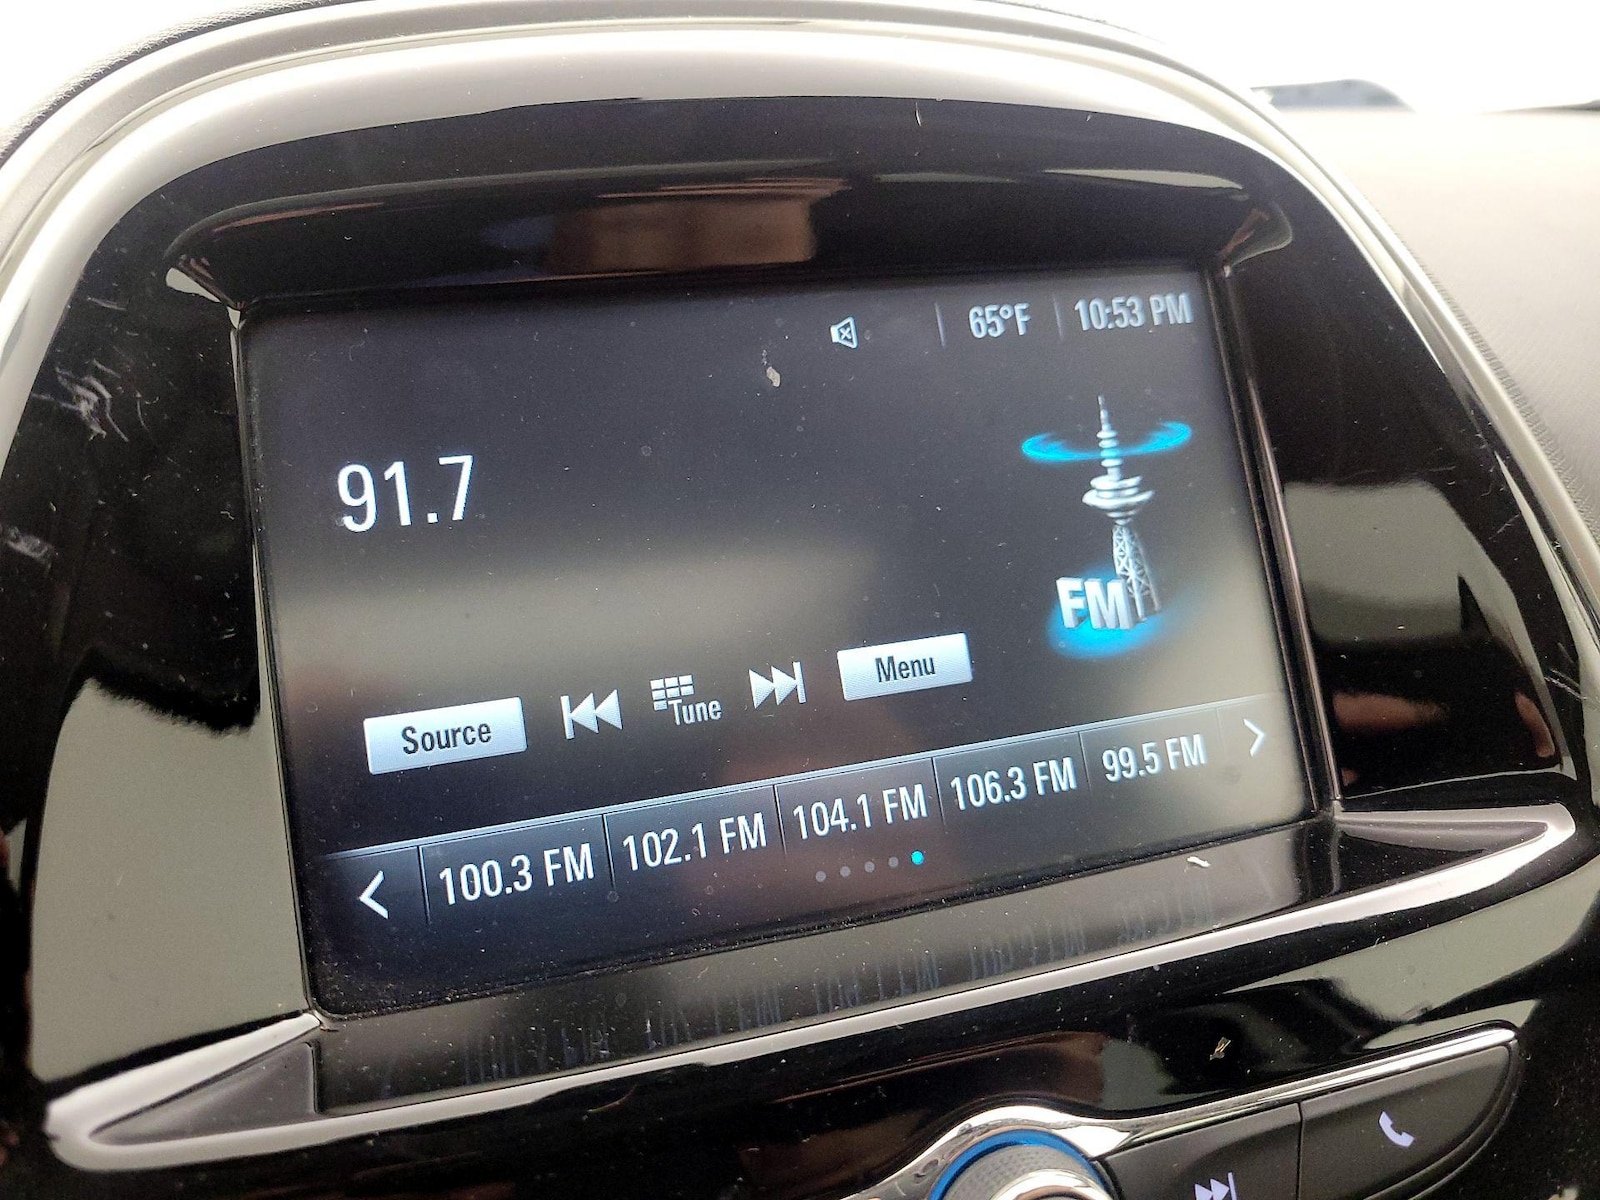 65°F 10:53 PM
91.7
FM
Source Tune Menu
100.3 FM 102.1 FM 104.1 FM 106.3 FM 99.5 FM